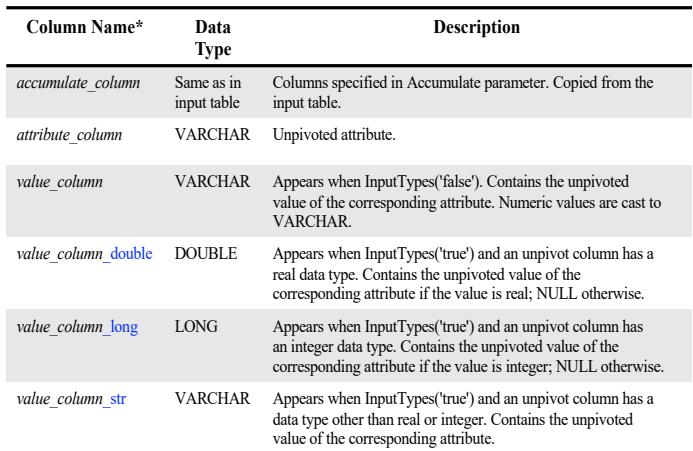 Column Name* Data Type Description
accumulate_column Same as in input table Columns specified in Accumulate parameter. Copied from the input table.
attribute_column VARCHAR Unpivoted attribute.
value_column VARCHAR Appears when InputTypes('false'). Contains the unpivoted value of the corresponding attribute. Numeric values are cast to VARCHAR.
value_column_double DOUBLE Appears when InputTypes('true') and an unpivot column has a real data type. Contains the unpivoted value of the corresponding attribute if the value is real; NULL otherwise.
value_column_long LONG Appears when InputTypes('true') and an unpivot column has an integer data type. Contains the unpivoted value of the corresponding attribute if the value is integer; NULL otherwise.
value_column_str VARCHAR Appears when InputTypes('true') and an unpivot column has a data type other than real or integer. Contains the unpivoted value of the corresponding attribute.